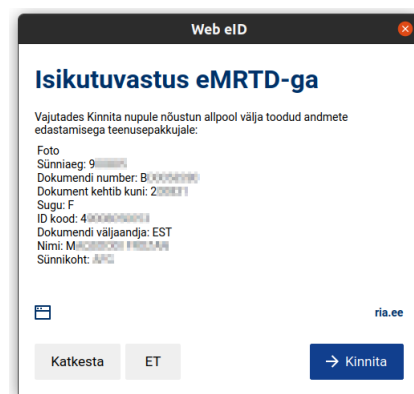 Web eID
Isikutuvastus eMRTD-ga
Vajutades Kinnita nupule nõustun allpool välja toodud andmete
edastamisega teenusepakkujale:
Foto
Sünniaeg: 9
Dokumendi number: B
Dokument kehtib kuni: 2
Sugu: F
ID kood: 4
Dokumendi väljaandja: EST
Nimi: M
Sünnikoht:
ria.ee
Katkesta
ET
→ Kinnita